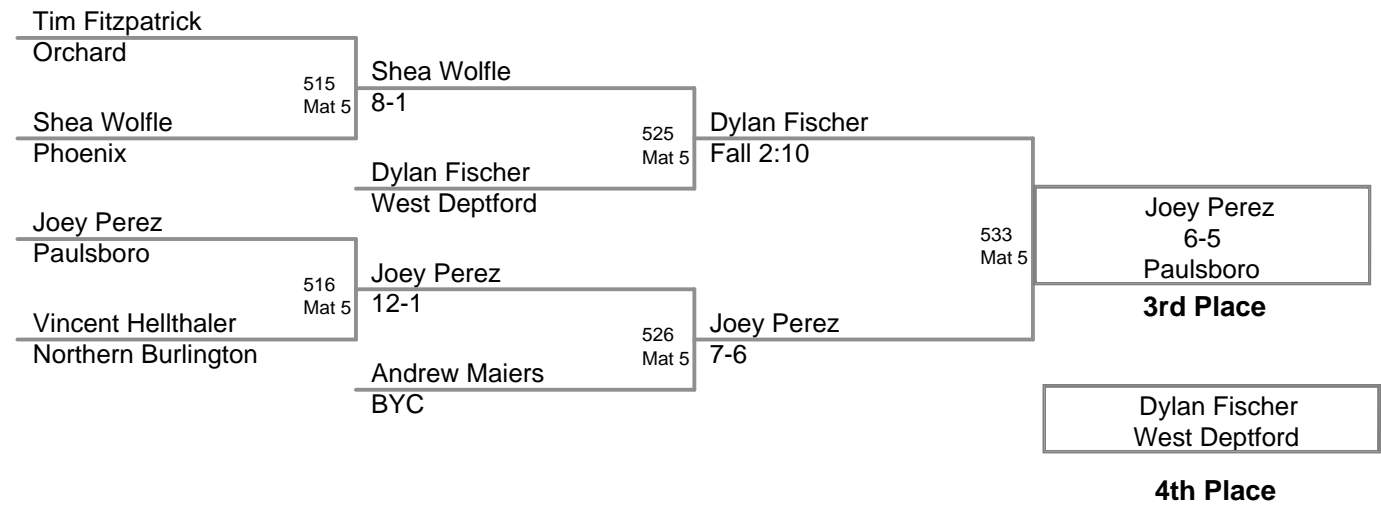 Tim Fitzpatrick
Orchard
515
Mat 5
Shea Wolfle
Phoenix
Shea Wolfle
8-1
525
Mat 5
Dylan Fischer
West Deptford
Dylan Fischer
Fall 2:10
Joey Perez
Paulsboro
516
Mat 5
Vincent Hellthaler
Northern Burlington
Joey Perez
12-1
526
Mat 5
Andrew Maiers
BYC
Joey Perez
7-6
533
Mat 5
Joey Perez
6-5
Paulsboro
3rd Place
Dylan Fischer
West Deptford
4th Place